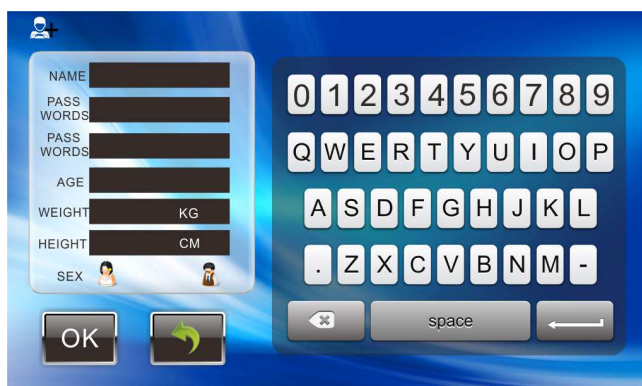 NAME
PASS
WORDS
PASS
WORDS
AGE
WEIGHT KG
HEIGHT CM
SEX
OK
0 1 2 3 4 5 6 7 8 9
Q W E R T Y U I O P
A S D F G H J K L
. Z X C V B N M -
space